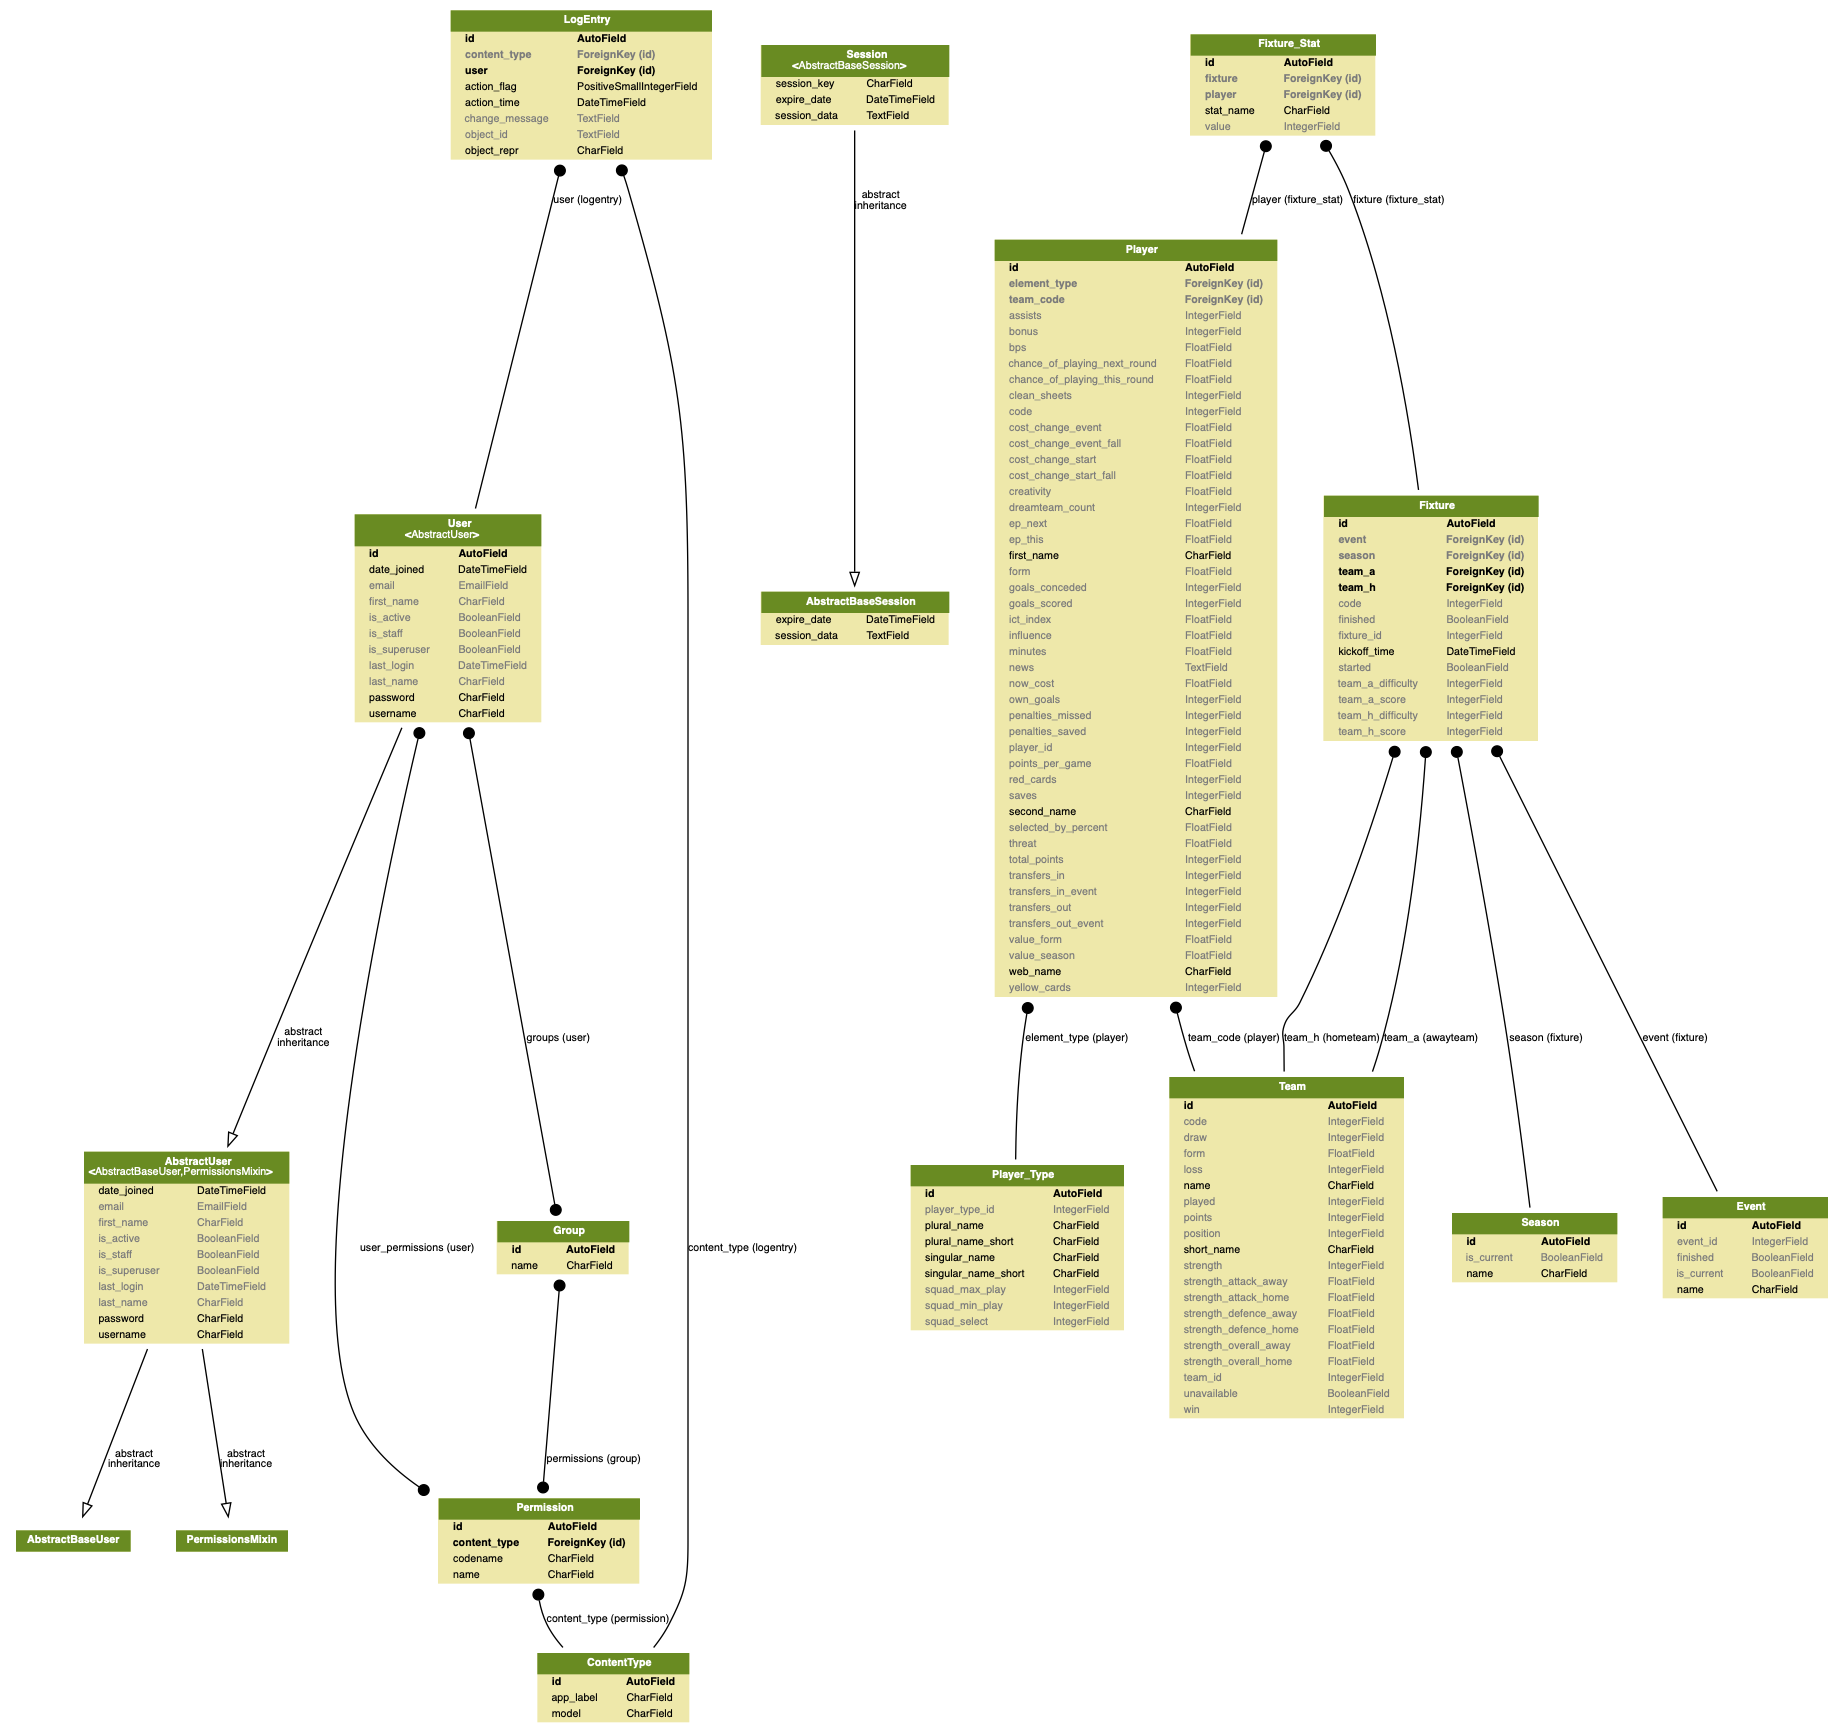 LogEntry
id AutoField
content_type ForeignKey (id)
user ForeignKey (id)
action_flag PositiveSmallIntegerField
action_time DateTimeField
change_message TextField
object_id TextField
object_repr CharField
Session
<AbstractBaseSession>
session_key CharField
expire_date DateTimeField
session_data TextField
Fixture_Stat
id AutoField
fixture ForeignKey (id)
player ForeignKey (id)
stat_name CharField
value IntegerField
user (logentry)
abstract
inheritance
player (fixture_stat)
fixture (fixture_stat)
Player
id AutoField
element_type ForeignKey (id)
team_code ForeignKey (id)
assists IntegerField
bonus IntegerField
bps FloatField
chance_of_playing_next_round FloatField
chance_of_playing_this_round FloatField
clean_sheets IntegerField
code IntegerField
cost_change_event FloatField
cost_change_event_fall FloatField
cost_change_start FloatField
cost_change_start_fall FloatField
creativity FloatField
dreamteam_count IntegerField
ep_next FloatField
ep_this FloatField
first_name CharField
form FloatField
goals_conceded IntegerField
goals_scored IntegerField
ict_index FloatField
influence FloatField
minutes FloatField
news TextField
now_cost FloatField
own_goals IntegerField
penalties_missed IntegerField
penalties_saved IntegerField
player_id IntegerField
points_per_game FloatField
red_cards IntegerField
saves IntegerField
second_name CharField
selected_by_percent FloatField
threat FloatField
total_points IntegerField
transfers_in IntegerField
transfers_in_event IntegerField
transfers_out IntegerField
transfers_out_event IntegerField
value_form FloatField
value_season FloatField
web_name CharField
yellow_cards IntegerField
Fixture
id AutoField
event ForeignKey (id)
season ForeignKey (id)
team_a ForeignKey (id)
team_h ForeignKey (id)
code IntegerField
finished BooleanField
fixture_id IntegerField
kickoff_time DateTimeField
started BooleanField
team_a_difficulty IntegerField
team_a_score IntegerField
team_h_difficulty IntegerField
team_h_score IntegerField
User
<AbstractUser>
id AutoField
date_joined DateTimeField
email EmailField
first_name CharField
is_active BooleanField
is_staff BooleanField
is_superuser BooleanField
last_login DateTimeField
last_name CharField
password CharField
username CharField
AbstractBaseSession
expire_date DateTimeField
session_data TextField
abstract
inheritance
groups (user)
element_type (player)
team_code (player)
team_h (hometeam)
team_a (awayteam)
season (fixture)
event (fixture)
AbstractUser
<AbstractBaseUser,PermissionsMixin>
date_joined DateTimeField
email EmailField
first_name CharField
is_active BooleanField
is_staff BooleanField
is_superuser BooleanField
last_login DateTimeField
last_name CharField
password CharField
username CharField
user_permissions (user)
Group
id AutoField
name CharField
content_type (logentry)
Player_Type
id AutoField
player_type_id IntegerField
plural_name CharField
plural_name_short CharField
singular_name CharField
singular_name_short CharField
squad_max_play IntegerField
squad_min_play IntegerField
squad_select IntegerField
Team
id AutoField
code IntegerField
draw IntegerField
form FloatField
loss IntegerField
name CharField
played IntegerField
points IntegerField
position IntegerField
short_name CharField
strength IntegerField
strength_attack_away FloatField
strength_attack_home FloatField
strength_defence_away FloatField
strength_defence_home FloatField
strength_overall_away FloatField
strength_overall_home FloatField
team_id IntegerField
unavailable BooleanField
win IntegerField
Season
id AutoField
is_current BooleanField
name CharField
Event
id AutoField
event_id IntegerField
finished BooleanField
is_current BooleanField
name CharField
abstract
inheritance
abstract
inheritance
permissions (group)
AbstractBaseUser
PermissionsMixin
Permission
id AutoField
content_type ForeignKey (id)
codename CharField
name CharField
content_type (permission)
ContentType
id AutoField
app_label CharField
model CharField